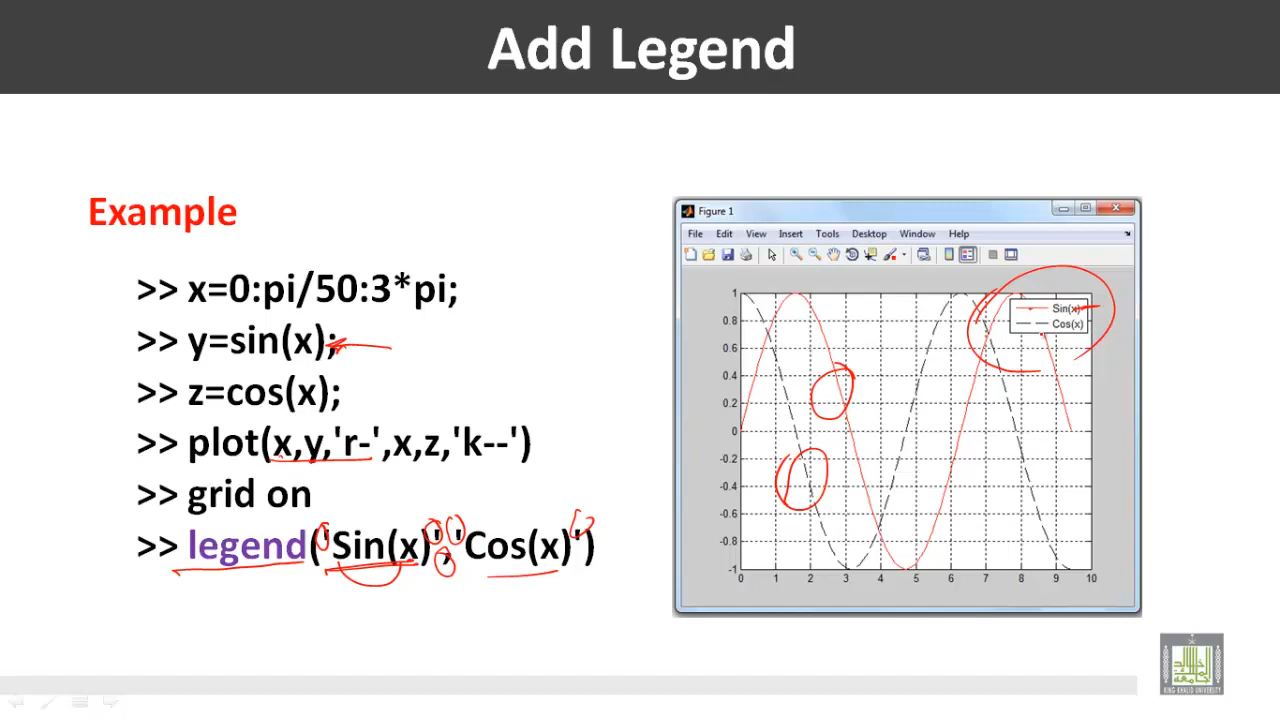 Add Legend
Example
>> x=0:pi/50:3*pi;
>> y=sin(x);
>> z=cos(x);
>> plot(x,y,'r-',x,z,'k--')
>> grid on
>> legend('Sin(x)','Cos(x)')
Figure 1
File Edit View Insert Tools Desktop Window Help
Sin(x)
Cos(x)
1
0.8
0.6
0.4
0.2
0
-0.2
-0.4
-0.6
-0.8
-1
0 1 2 3 4 5 6 7 8 9 10
KING KHALID UNIVERSITY